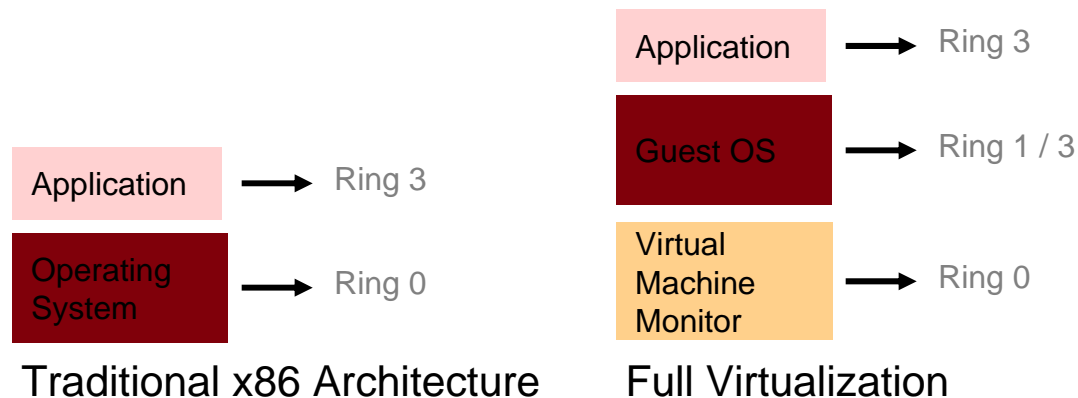 Application
Ring 3
Operating
System
Ring 0
Traditional x86 Architecture
Application
Ring 3
Guest OS
Ring 1 / 3
Virtual
Machine
Monitor
Ring 0
Full Virtualization